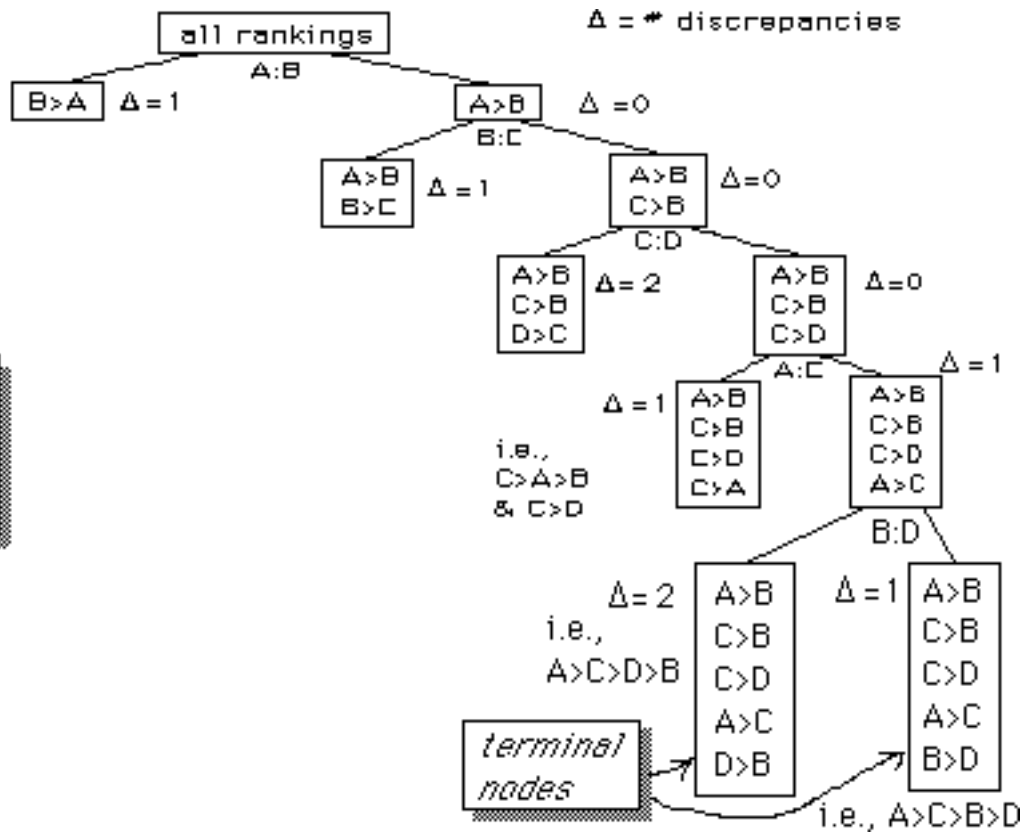 Δ = # discrepancies
all rankings
A:B
B>A
Δ = 1
A>B
Δ=0
B:C
A>B
B>C
Δ = 1
A>B
C>B
Δ=0
C:D
A>B
C>B
D>C
Δ = 2
A>B
C>B
C>D
Δ=0
A:C
Δ = 1
A>B
C>B
C>D
C>A
i.e.,
C>A>B
& C>D
Δ = 1
A>B
C>B
C>D
A>C
B:D
Δ = 2
i.e.,
A>C>D>B
A>B
C>B
C>D
A>C
D>B
Δ = 1
A>B
C>B
C>D
A>C
B>D
terminal
nodes
i.e., A>C>B>D